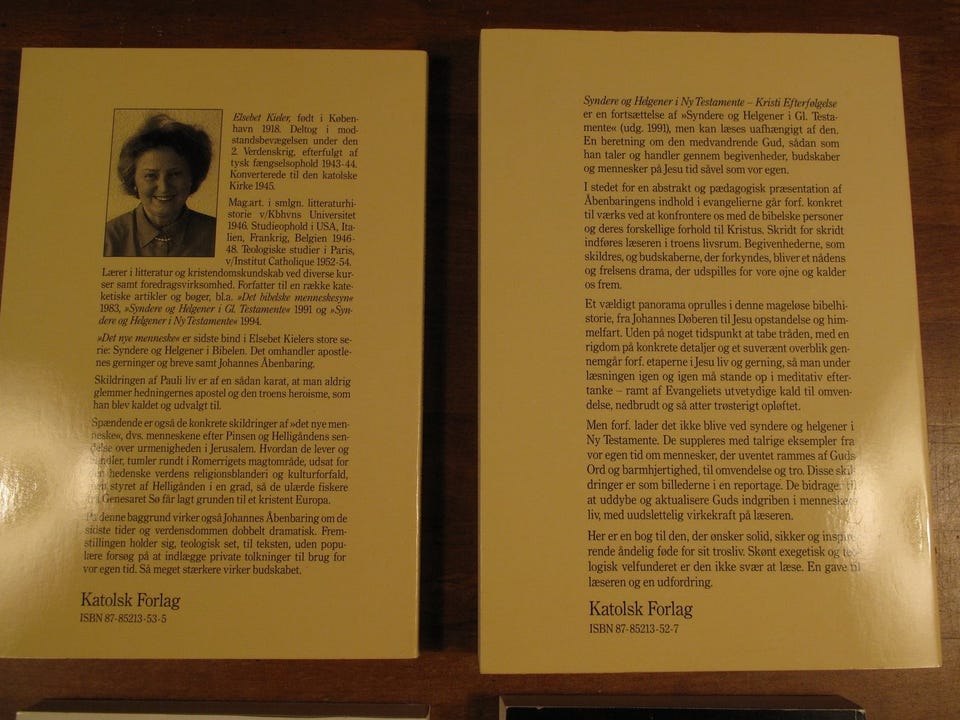 Elsebet Kieler, født i Køben-
havn 1918. Deltog i mod-
standsbevægelsen under den
2. Verdenskrig, efterfulgt af
tysk fængselsophold 1943-44.
Konverterede til den katolske
Kirke 1945.
Mag.art. i smlgn. litteraturhi-
storie v/Kbhvns Universitet
1946. Studieophold i USA, Ita-
lien, Frankrig, Belgien 1946-
48. Teologiske studier i Paris,
v/Institut Catholique 1952-54.
Lærer i litteratur og kristendomskundskab ved diverse kur-
ser samt foredragsvirksomhed. Forfatter til en række kate-
ketiske artikler og bøger, bl.a. »Det bibelske menneskesyn«
1983, »Syndere og Helgener i Gl. Testamente« 1991 og »Syn-
dere og Helgener i Ny Testamente« 1994.
»Det nye menneske« er sidste bind i Elsebet Kielers store se-
rie: Syndere og Helgener i Bibelen. Det omhandler apostle-
nes gerninger og breve samt Johannes Åbenbaring.
Skildringen af Pauli liv er af en sådan karat, at man aldrig
glemmer hedningernes apostel og den troens heroisme, som
han blev kaldet og udvalgt til.
Spændende er også de konkrete skildringer af »det nye men-
neske«, dvs. menneskene efter Pinsen og Helligåndens sen-
delse over urmenigheden i Jerusalem. Hvordan de lever og
handler, tumler rundt i Romerrigets magtområde, udsat for
den hedenske verdens religionsblanderi og kulturforfald,
men styret af Helligånden i en grad, så de ulærde fiskere
fra Genesaret Sø får lagt grunden til et kristent Europa.
På denne baggrund virker også Johannes Åbenbaring om de
sidste tider og verdensdommen dobbelt dramatisk. Frem-
stillingen holder sig, teologisk set, til teksten, uden popu-
lære forsøg på at indlægge private tolkninger til brug for
vor egen tid. Så meget stærkere virker budskabet.
Katolsk Forlag
ISBN 87-85213-53-5
Syndere og Helgener i Ny Testamente – Kristi Efterfølgelse
er en fortsættelse af »Syndere og Helgener i Gl. Testa-
mente« (udg. 1991), men kan læses uafhængigt af den.
En beretning om den medvandrende Gud, sådan som
han taler og handler gennem begivenheder, budskaber
og mennesker på Jesu tid såvel som vor egen.
I stedet for en abstrakt og pædagogisk præsentation af
Åbenbaringens indhold i evangelierne går forf. konkret
til værks ved at konfrontere os med de bibelske personer
og deres forskellige forhold til Kristus. Skridt for skridt
indføres læseren i troens livsrum. Begivenhederne, som
skildres, og budskaberne, der forkyndes, bliver et nådens
og frelsens drama, der udspilles for vore øjne og kalder
os frem.
Et vældigt panorama oprulles i denne mageløse bibelhi-
storie, fra Johannes Døberen til Jesu opstandelse og him-
melfart. Uden på noget tidspunkt at tabe tråden, med en
rigdom på konkrete detaljer og et suverænt overblik gen-
nemgår forf. etaperne i Jesu liv og gerning, så man under
læsningen igen og igen må stande op i meditativ efter-
tanke – ramt af Evangeliets utvetydige kald til omven-
delse, nedbrudt og så atter trøsterigt opløftet.
Men forf. lader det ikke blive ved syndere og helgener i
Ny Testamente. De suppleres med talrige eksempler fra
vor egen tid om mennesker, der uventet rammes af Guds
Ord og barmhjertighed, til omvendelse og tro. Disse skil-
dringer er som billederne i en reportage. De bidrager til
at uddybe og aktualisere Guds indgriben i menneskers
liv, med uudslettelig virkekraft på læseren.
Her er en bog til den, der ønsker solid, sikker og inspire-
rende åndelig føde for sit trosliv. Skønt exegetisk og teo-
logisk velfunderet er den ikke svær at læse. En gave til
læseren og en udfordring.
Katolsk Forlag
ISBN 87-85213-52-7